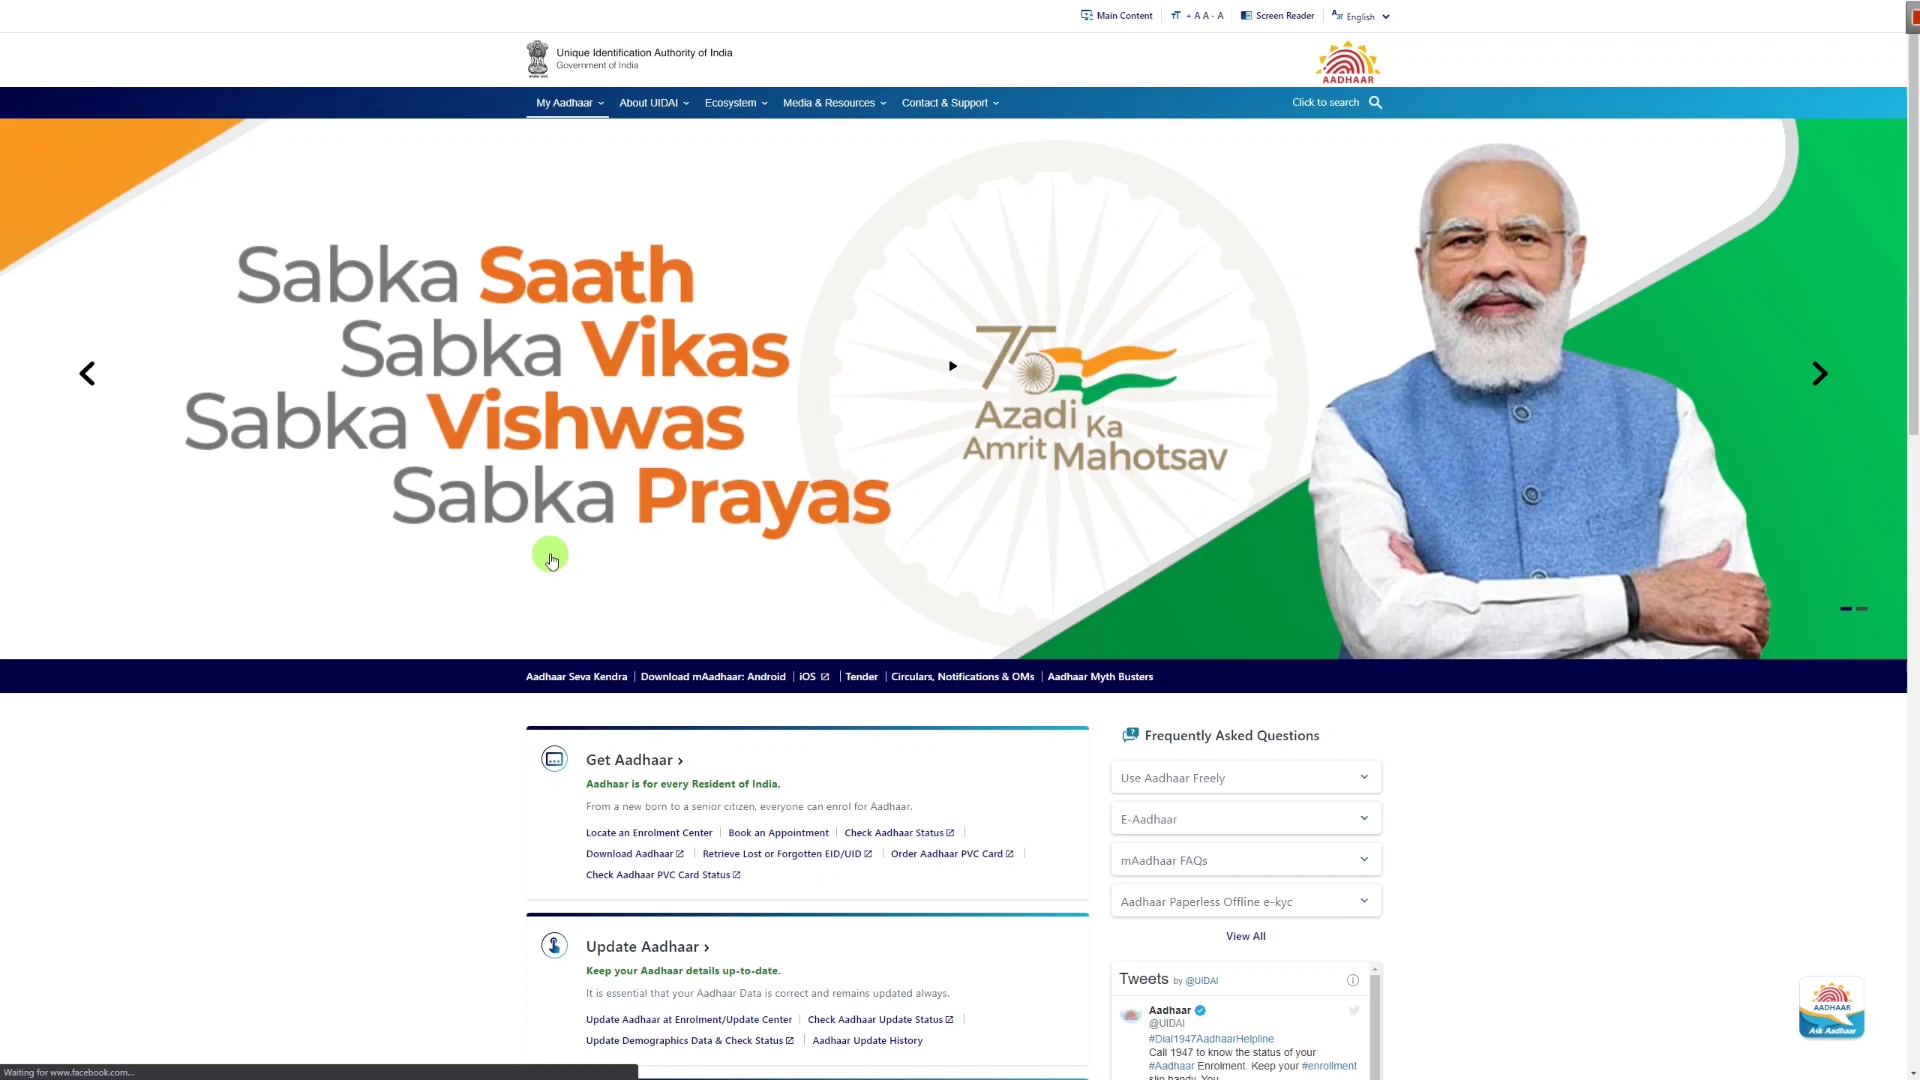 Main Content
+ A A - A
Screen Reader
English
Unique Identification Authority of India
Government of India
AADHAAR
My Aadhaar
About UIDAI
Ecosystem
Media & Resources
Contact & Support
Click to search
Sabka Saath
Sabka Vikas
Sabka Vishwas
Sabka Prayas
75
Azadi Ka
Amrit Mahotsav
Aadhaar Seva Kendra
Download mAadhaar: Android
iOS
Tender
Circulars, Notifications & OMs
Aadhaar Myth Busters
Get Aadhaar
Aadhaar is for every Resident of India.
From a new born to a senior citizen, everyone can enrol for Aadhaar.
Locate an Enrolment Center
Book an Appointment
Check Aadhaar Status
Download Aadhaar
Retrieve Lost or Forgotten EID/UID
Order Aadhaar PVC Card
Check Aadhaar PVC Card Status
Update Aadhaar
Keep your Aadhaar details up-to-date.
It is essential that your Aadhaar Data is correct and remains updated always.
Update Aadhaar at Enrolment/Update Center
Check Aadhaar Update Status
Update Demographics Data & Check Status
Aadhaar Update History
Frequently Asked Questions
Use Aadhaar Freely
E-Aadhaar
mAadhaar FAQs
Aadhaar Paperless Offline e-kyc
View All
Tweets by @UIDAI
Aadhaar
@UIDAI
#Dial1947AadhaarHelpline
Call 1947 to know the status of your
#Aadhaar Enrolment. Keep your #enrollment
slip handy. You
AADHAAR
Ask Aadhaar
Waiting for www.facebook.com...